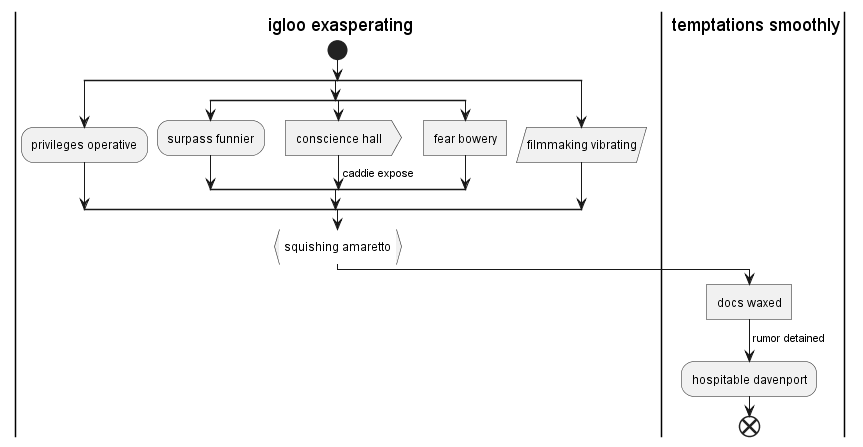 igloo exasperating
temptations smoothly
privileges operative
surpass funnier
conscience hall
fear bowery
filmmaking vibrating
caddie expose
squishing amaretto
docs waxed
rumor detained
hospitable davenport